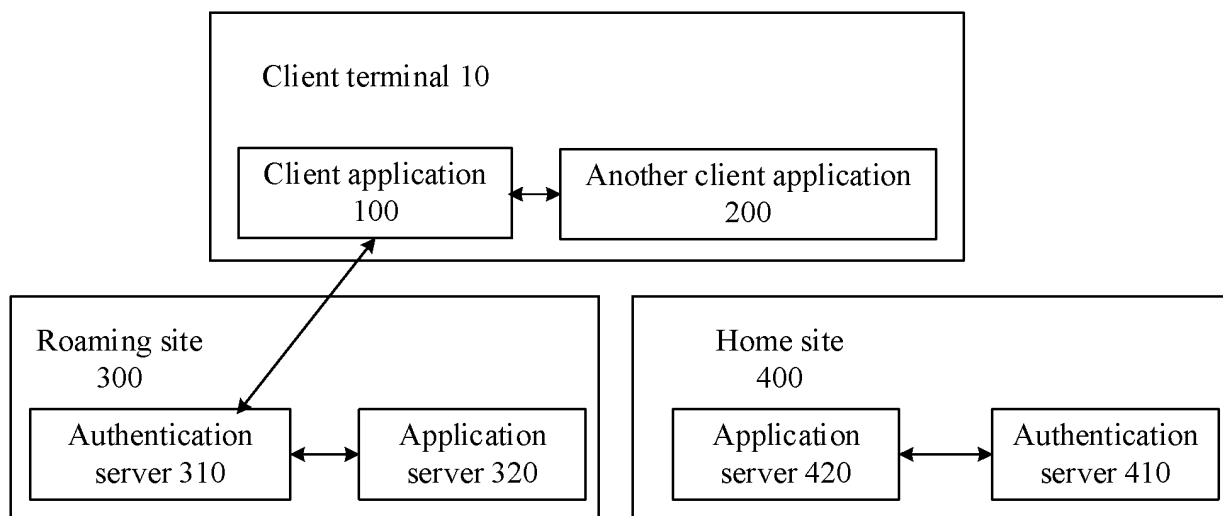 Client terminal 10
Client application
100
Another client application
200
Roaming site
300
Authentication
server 310
Application
server 320
Home site
400
Application
server 420
Authentication
server 410